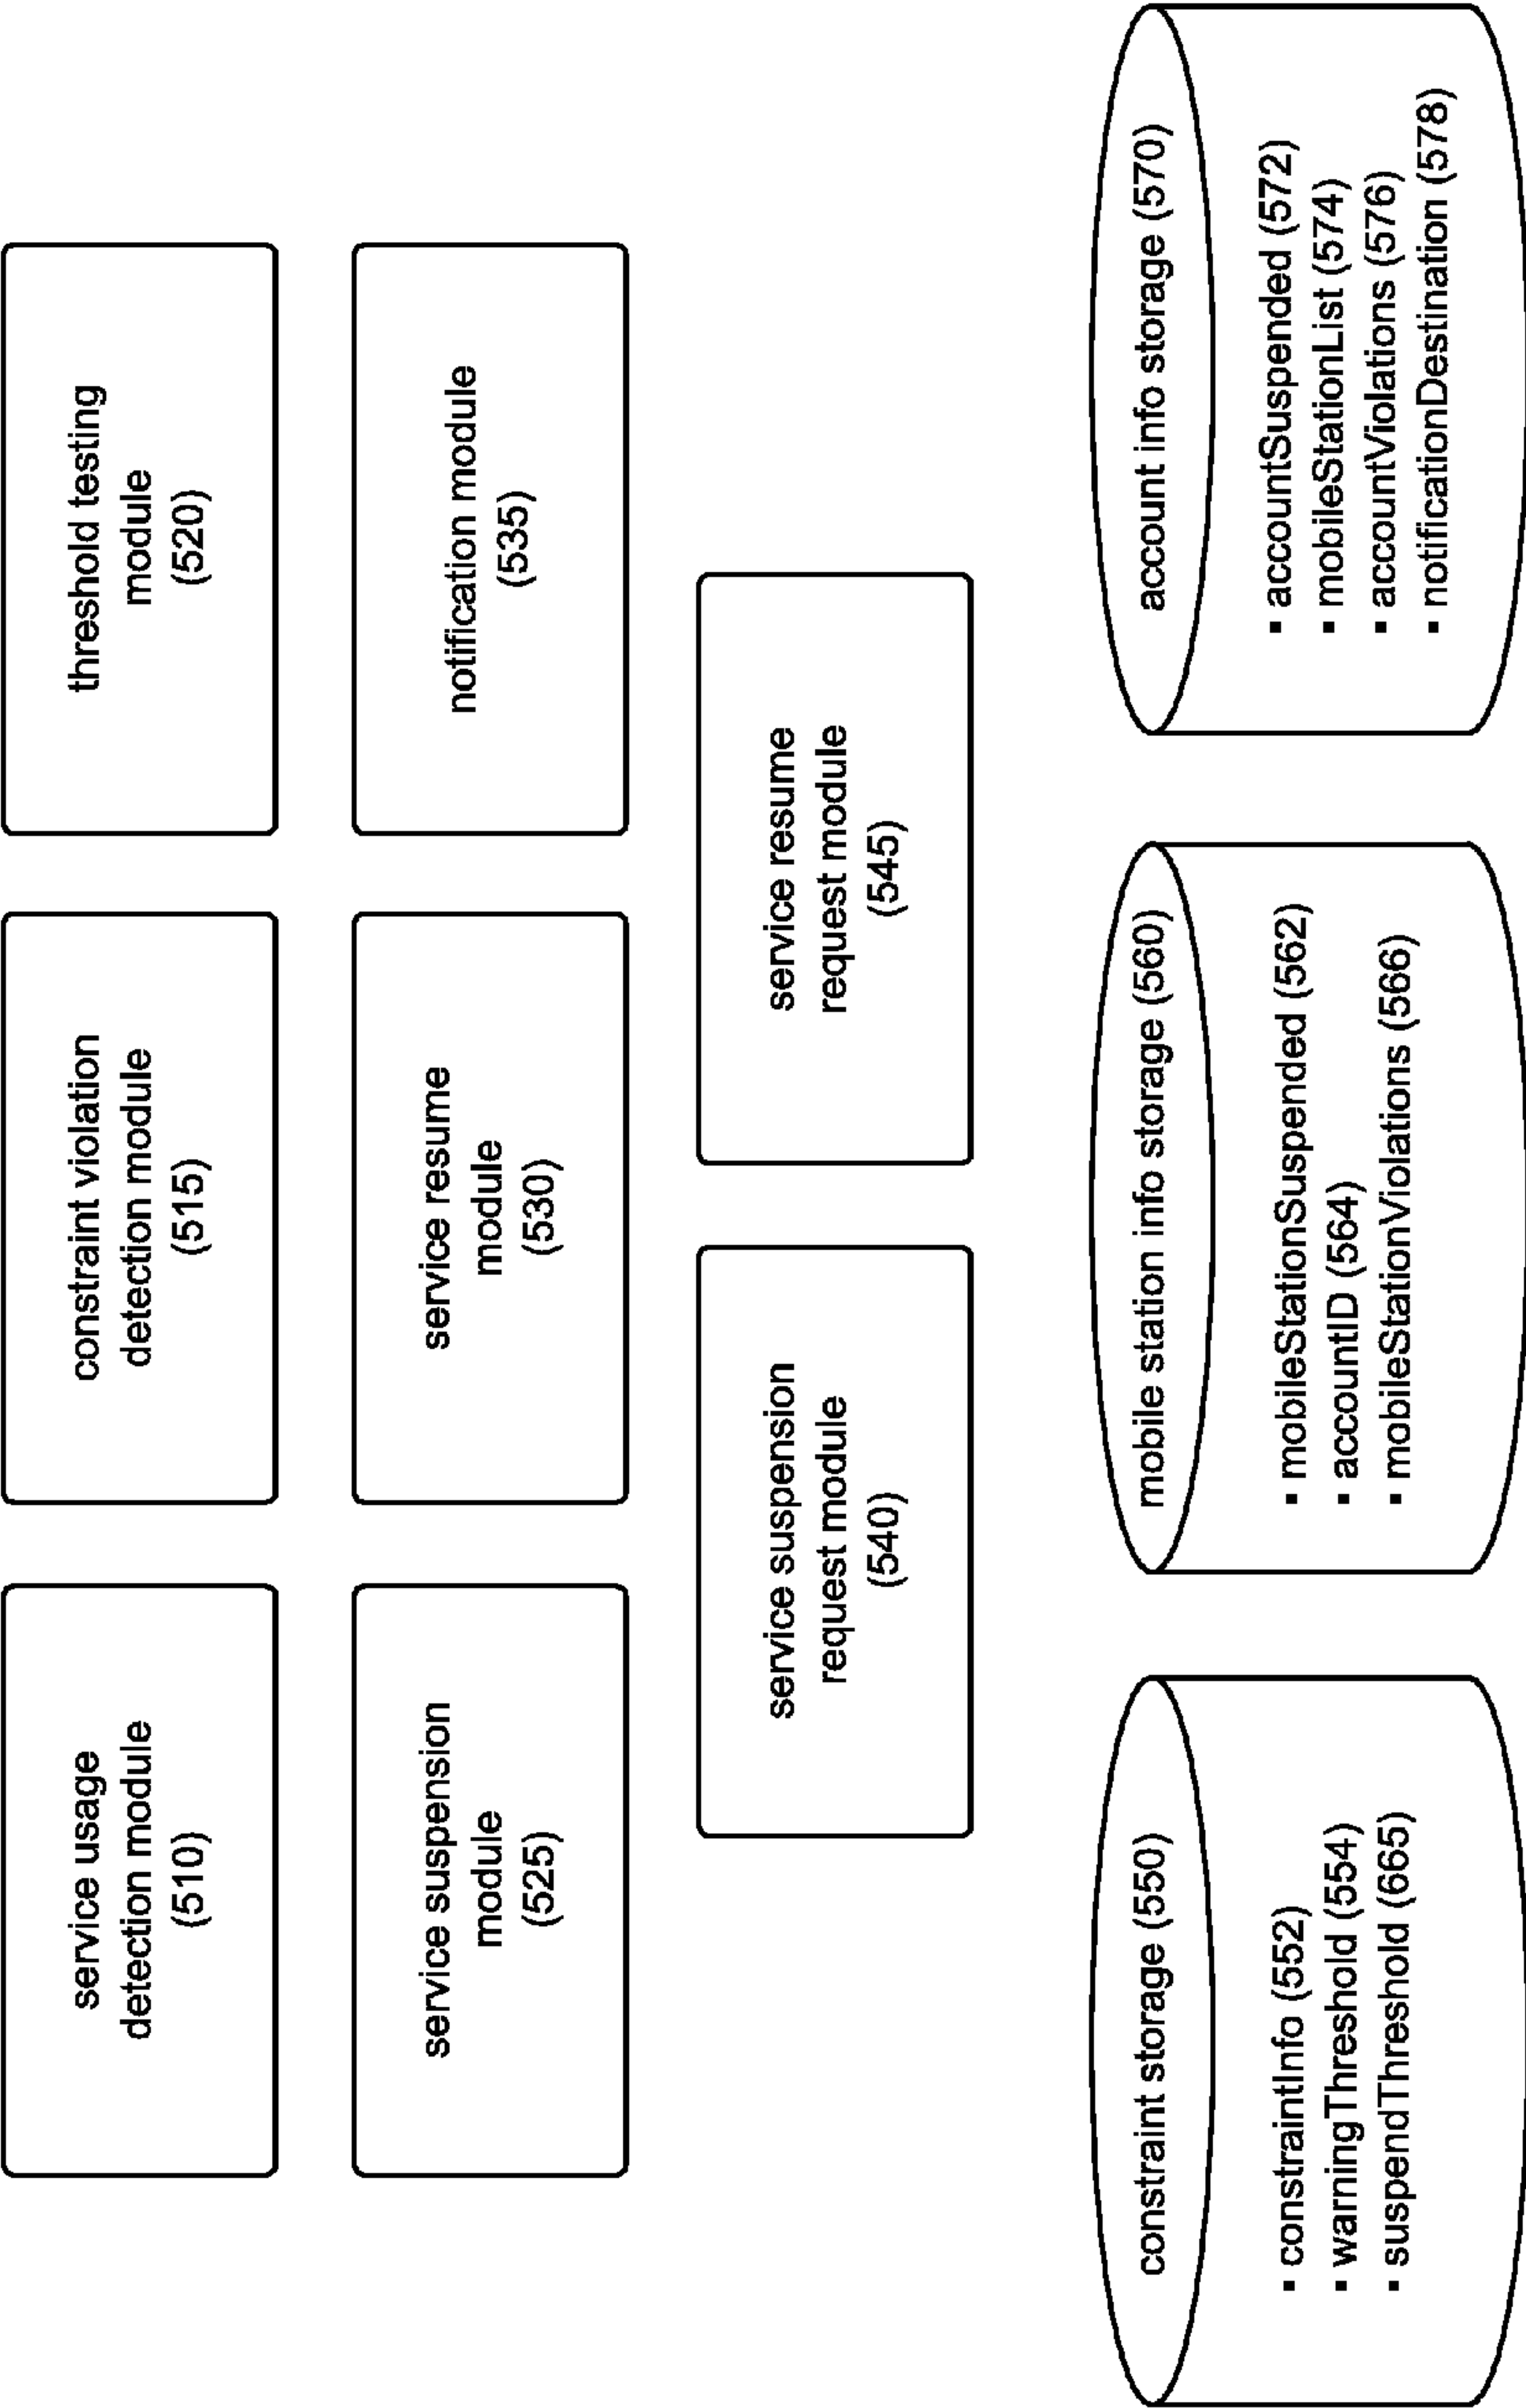 service usage
detection module
(510)
constraint violation
detection module
(515)
threshold testing
module
(520)
service suspension
module
(525)
service resume
module
(530)
notification module
(535)
service suspension
request module
(540)
service resume
request module
(545)
constraint storage (550)
▪ constraintInfo (552)
▪ warningThreshold (554)
▪ suspendThreshold (665)
mobile station info storage (560)
▪ mobileStationSuspended (562)
▪ accountID (564)
▪ mobileStationViolations (566)
account info storage (570)
▪ accountSuspended (572)
▪ mobileStationList (574)
▪ accountViolations (576)
▪ notificationDestination (578)